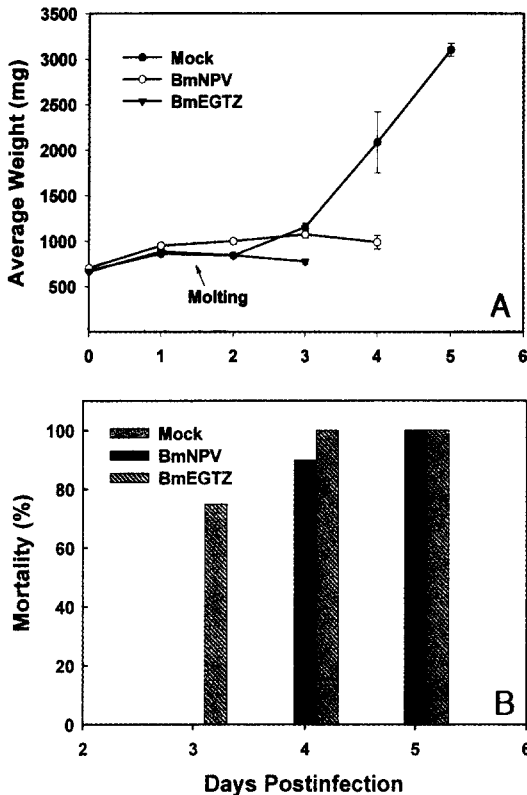 3500
3000
2500
2000
1500
1000
500
Average Weight (mg)
Mock
BmNPV
BmEGTZ
Molting
A
0 1 2 3 4 5 6
100
80
60
40
20
0
Mortality (%)
Mock
BmNPV
BmEGTZ
B
2 3 4 5 6
Days Postinfection